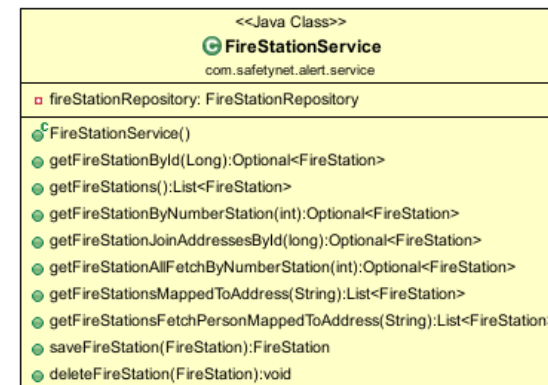 <<Java Class>>
C FireStationService
com.safetynet.alert.service
fireStationRepository: FireStationRepository
C FireStationService()
getFireStationById(Long):Optional<FireStation>
getFireStations():List<FireStation>
getFireStationByNumberStation(int):Optional<FireStation>
getFireStationJoinAddressesById(long):Optional<FireStation>
getFireStationAllFetchByNumberStation(int):Optional<FireStation>
getFireStationsMappedToAddress(String):List<FireStation>
getFireStationsFetchPersonMappedToAddress(String):List<FireStation>
saveFireStation(FireStation):FireStation
deleteFireStation(FireStation):void